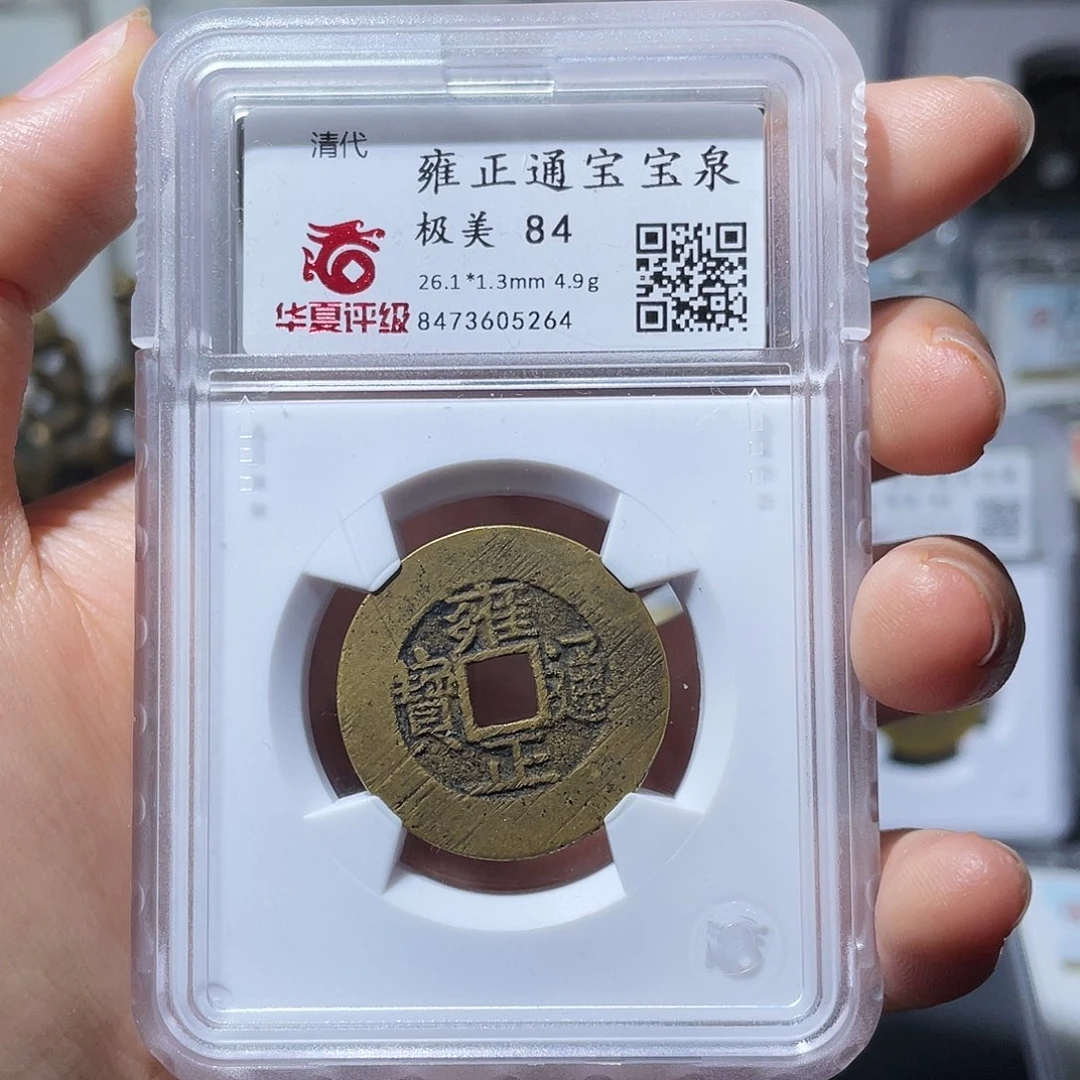 清代
雍正通宝宝泉
极美 84
26.1*1.3mm 4.9g
华夏评级
8473605264
雍正通寶